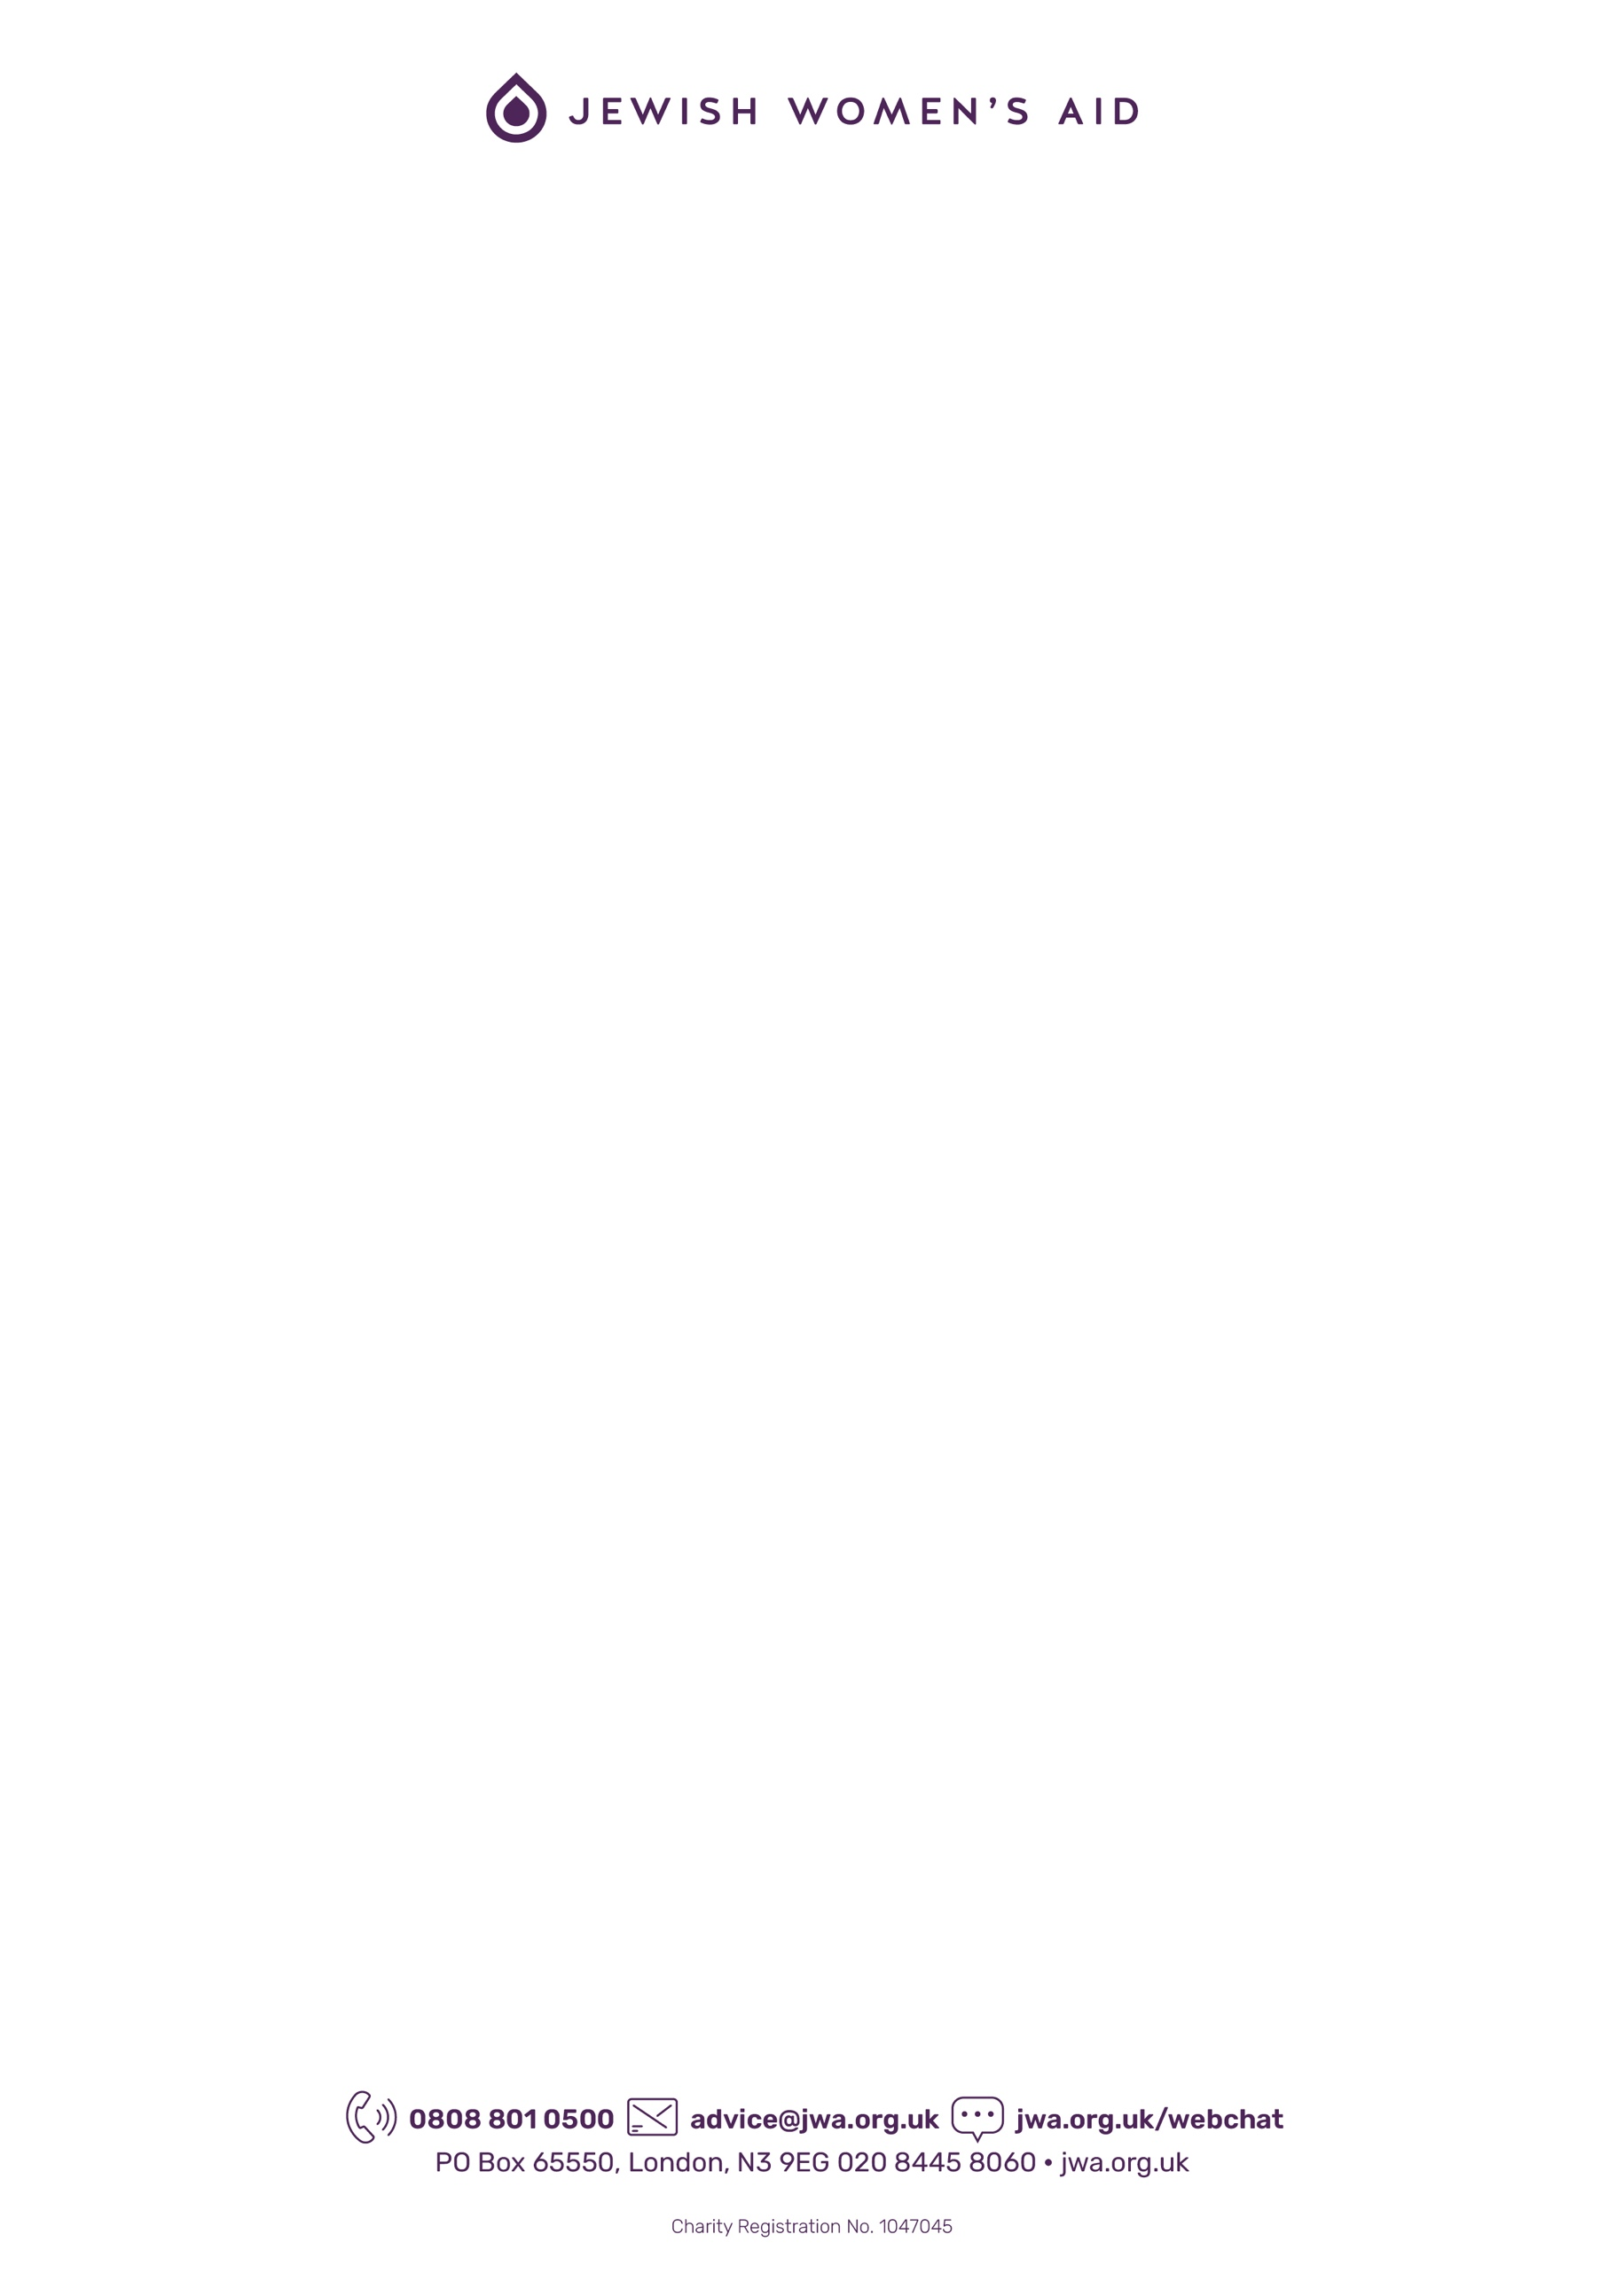 JEWISH WOMEN’S AID
0808 801 0500 advice@jwa.org.uk jwa.org.uk/webchat
PO Box 65550, London, N3 9EG 020 8445 8060 • jwa.org.uk
Charity Registration No. 1047045